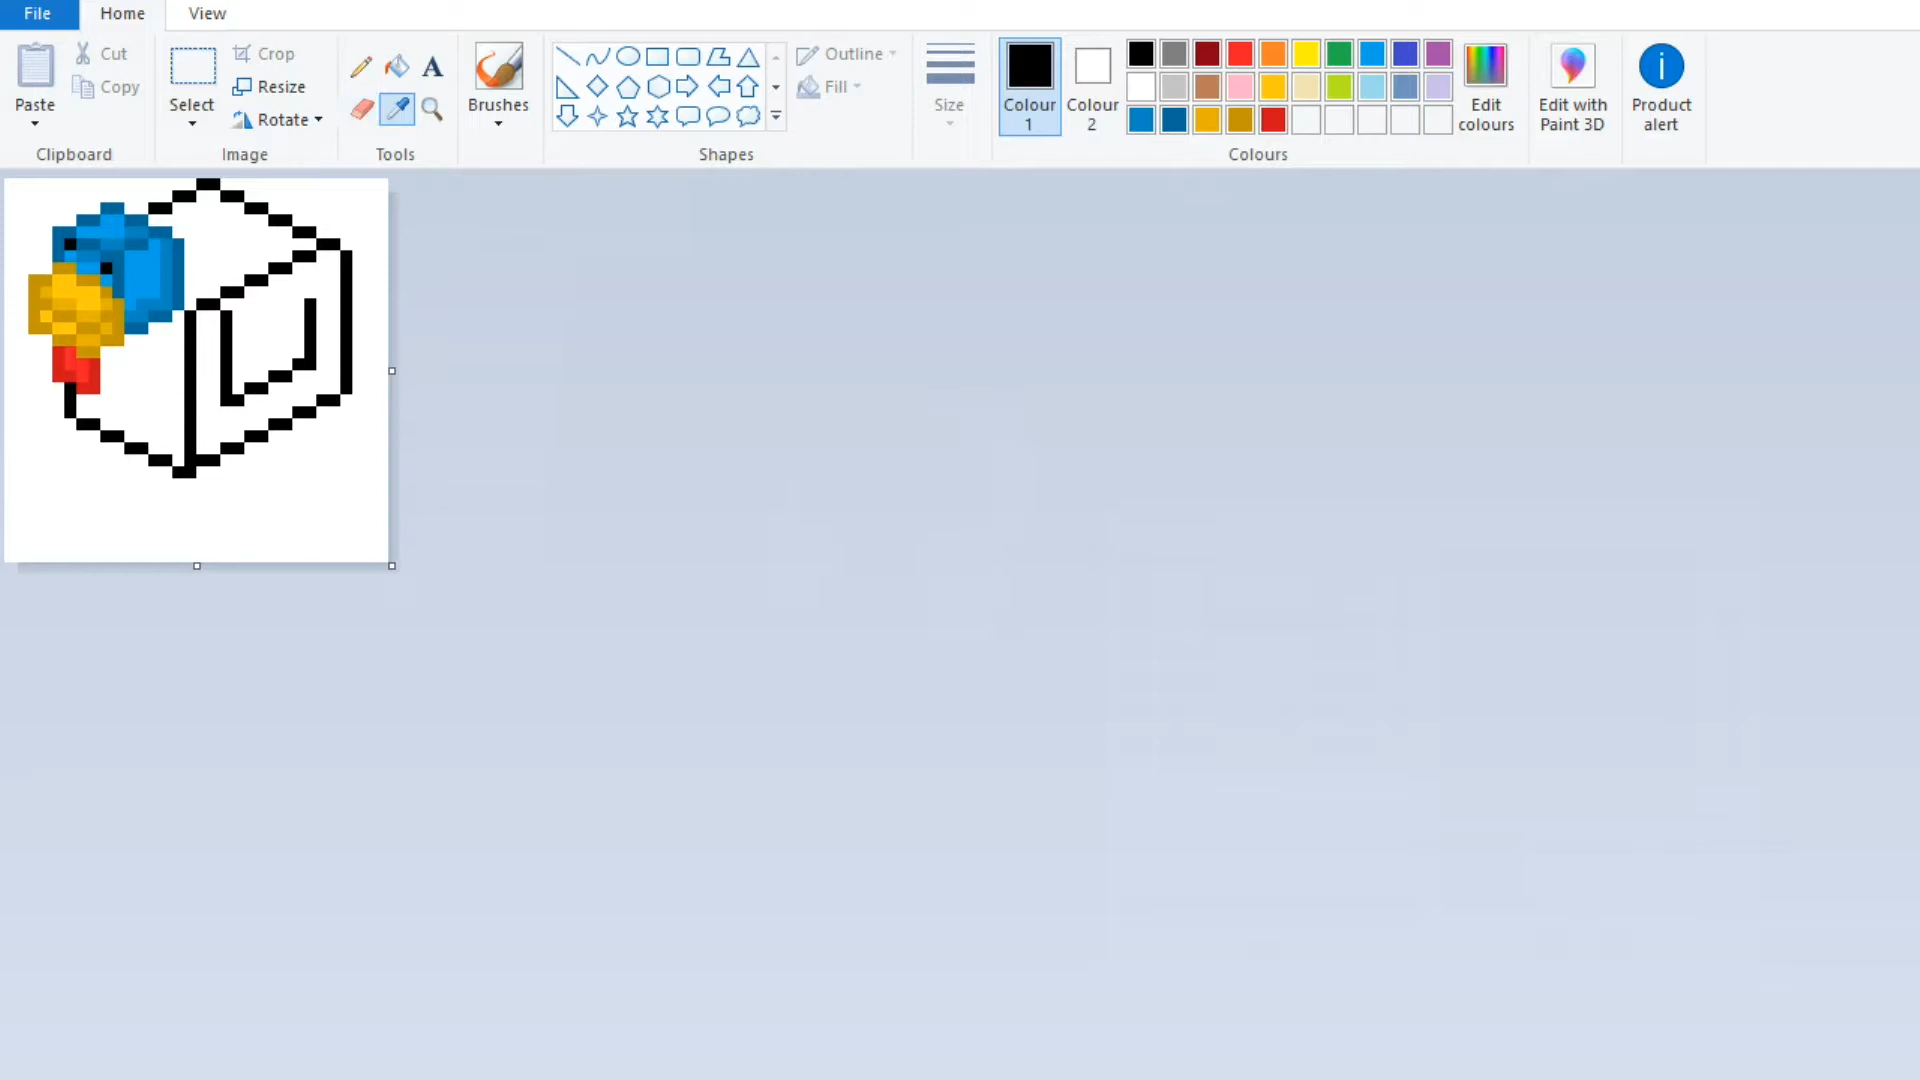 File Home View
Paste Cut Copy Select Crop Resize Rotate A Brushes Outline Fill Size Colour 1 Colour 2 Edit colours Edit with Paint 3D i Product alert
Clipboard Image Tools Shapes Colours